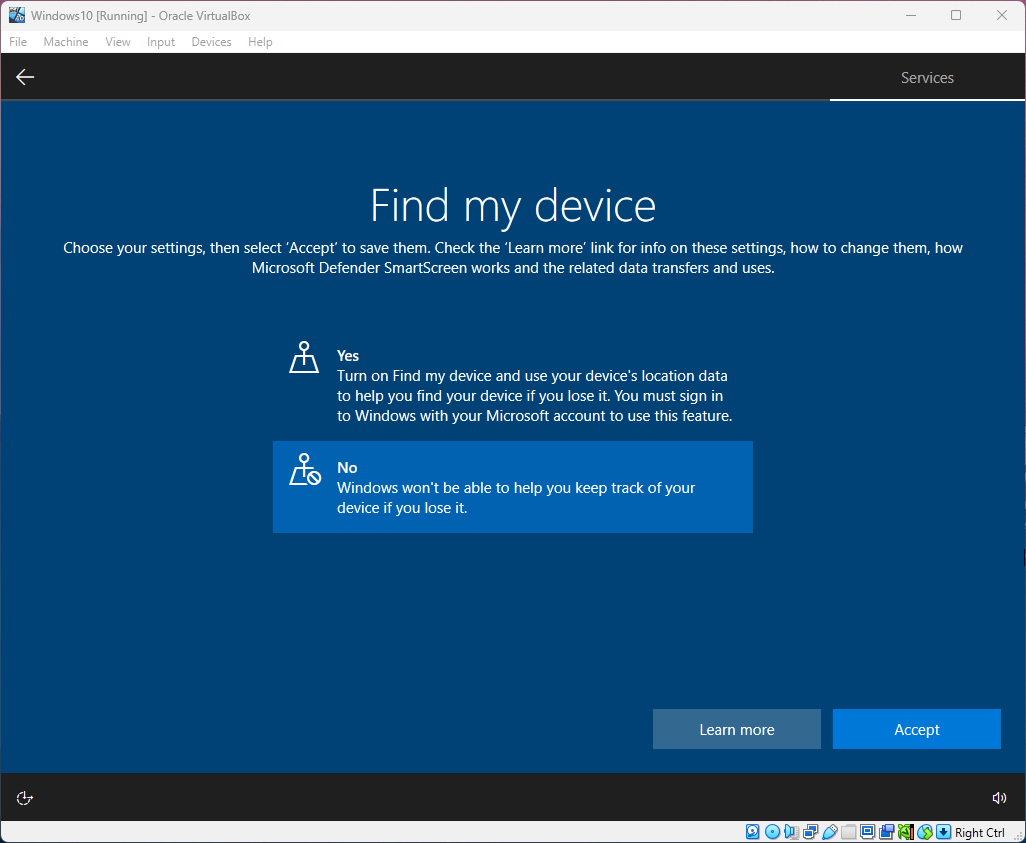 Windows10 [Running] - Oracle VirtualBox
File Machine View Input Devices Help
Services
Find my device
Choose your settings, then select ‘Accept’ to save them. Check the ‘Learn more’ link for info on these settings, how to change them, how
Microsoft Defender SmartScreen works and the related data transfers and uses.
Yes
Turn on Find my device and use your device's location data
to help you find your device if you lose it. You must sign in
to Windows with your Microsoft account to use this feature.
No
Windows won't be able to help you keep track of your
device if you lose it.
Learn more
Accept
Right Ctrl